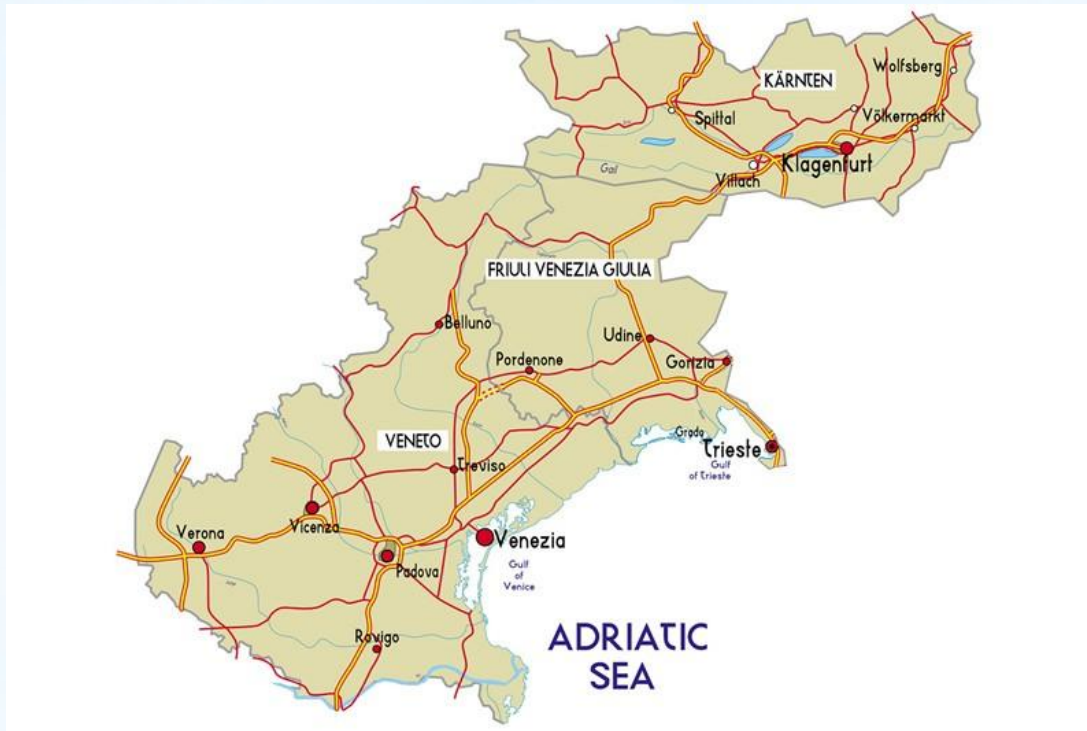 KÄRNTEN
Wolfsberg
Spittal
Völkermarkt
Klagenfurt
Villach
Gail
FRIULI VENEZIA GIULIA
Belluno
Udine
Pordenone
Gorizia
VENETO
Grado
Trieste
Gulf
of Trieste
Treviso
Vicenza
Verona
Venezia
Padova
Gulf
of
Venice
Rovigo
ADRIATIC
SEA